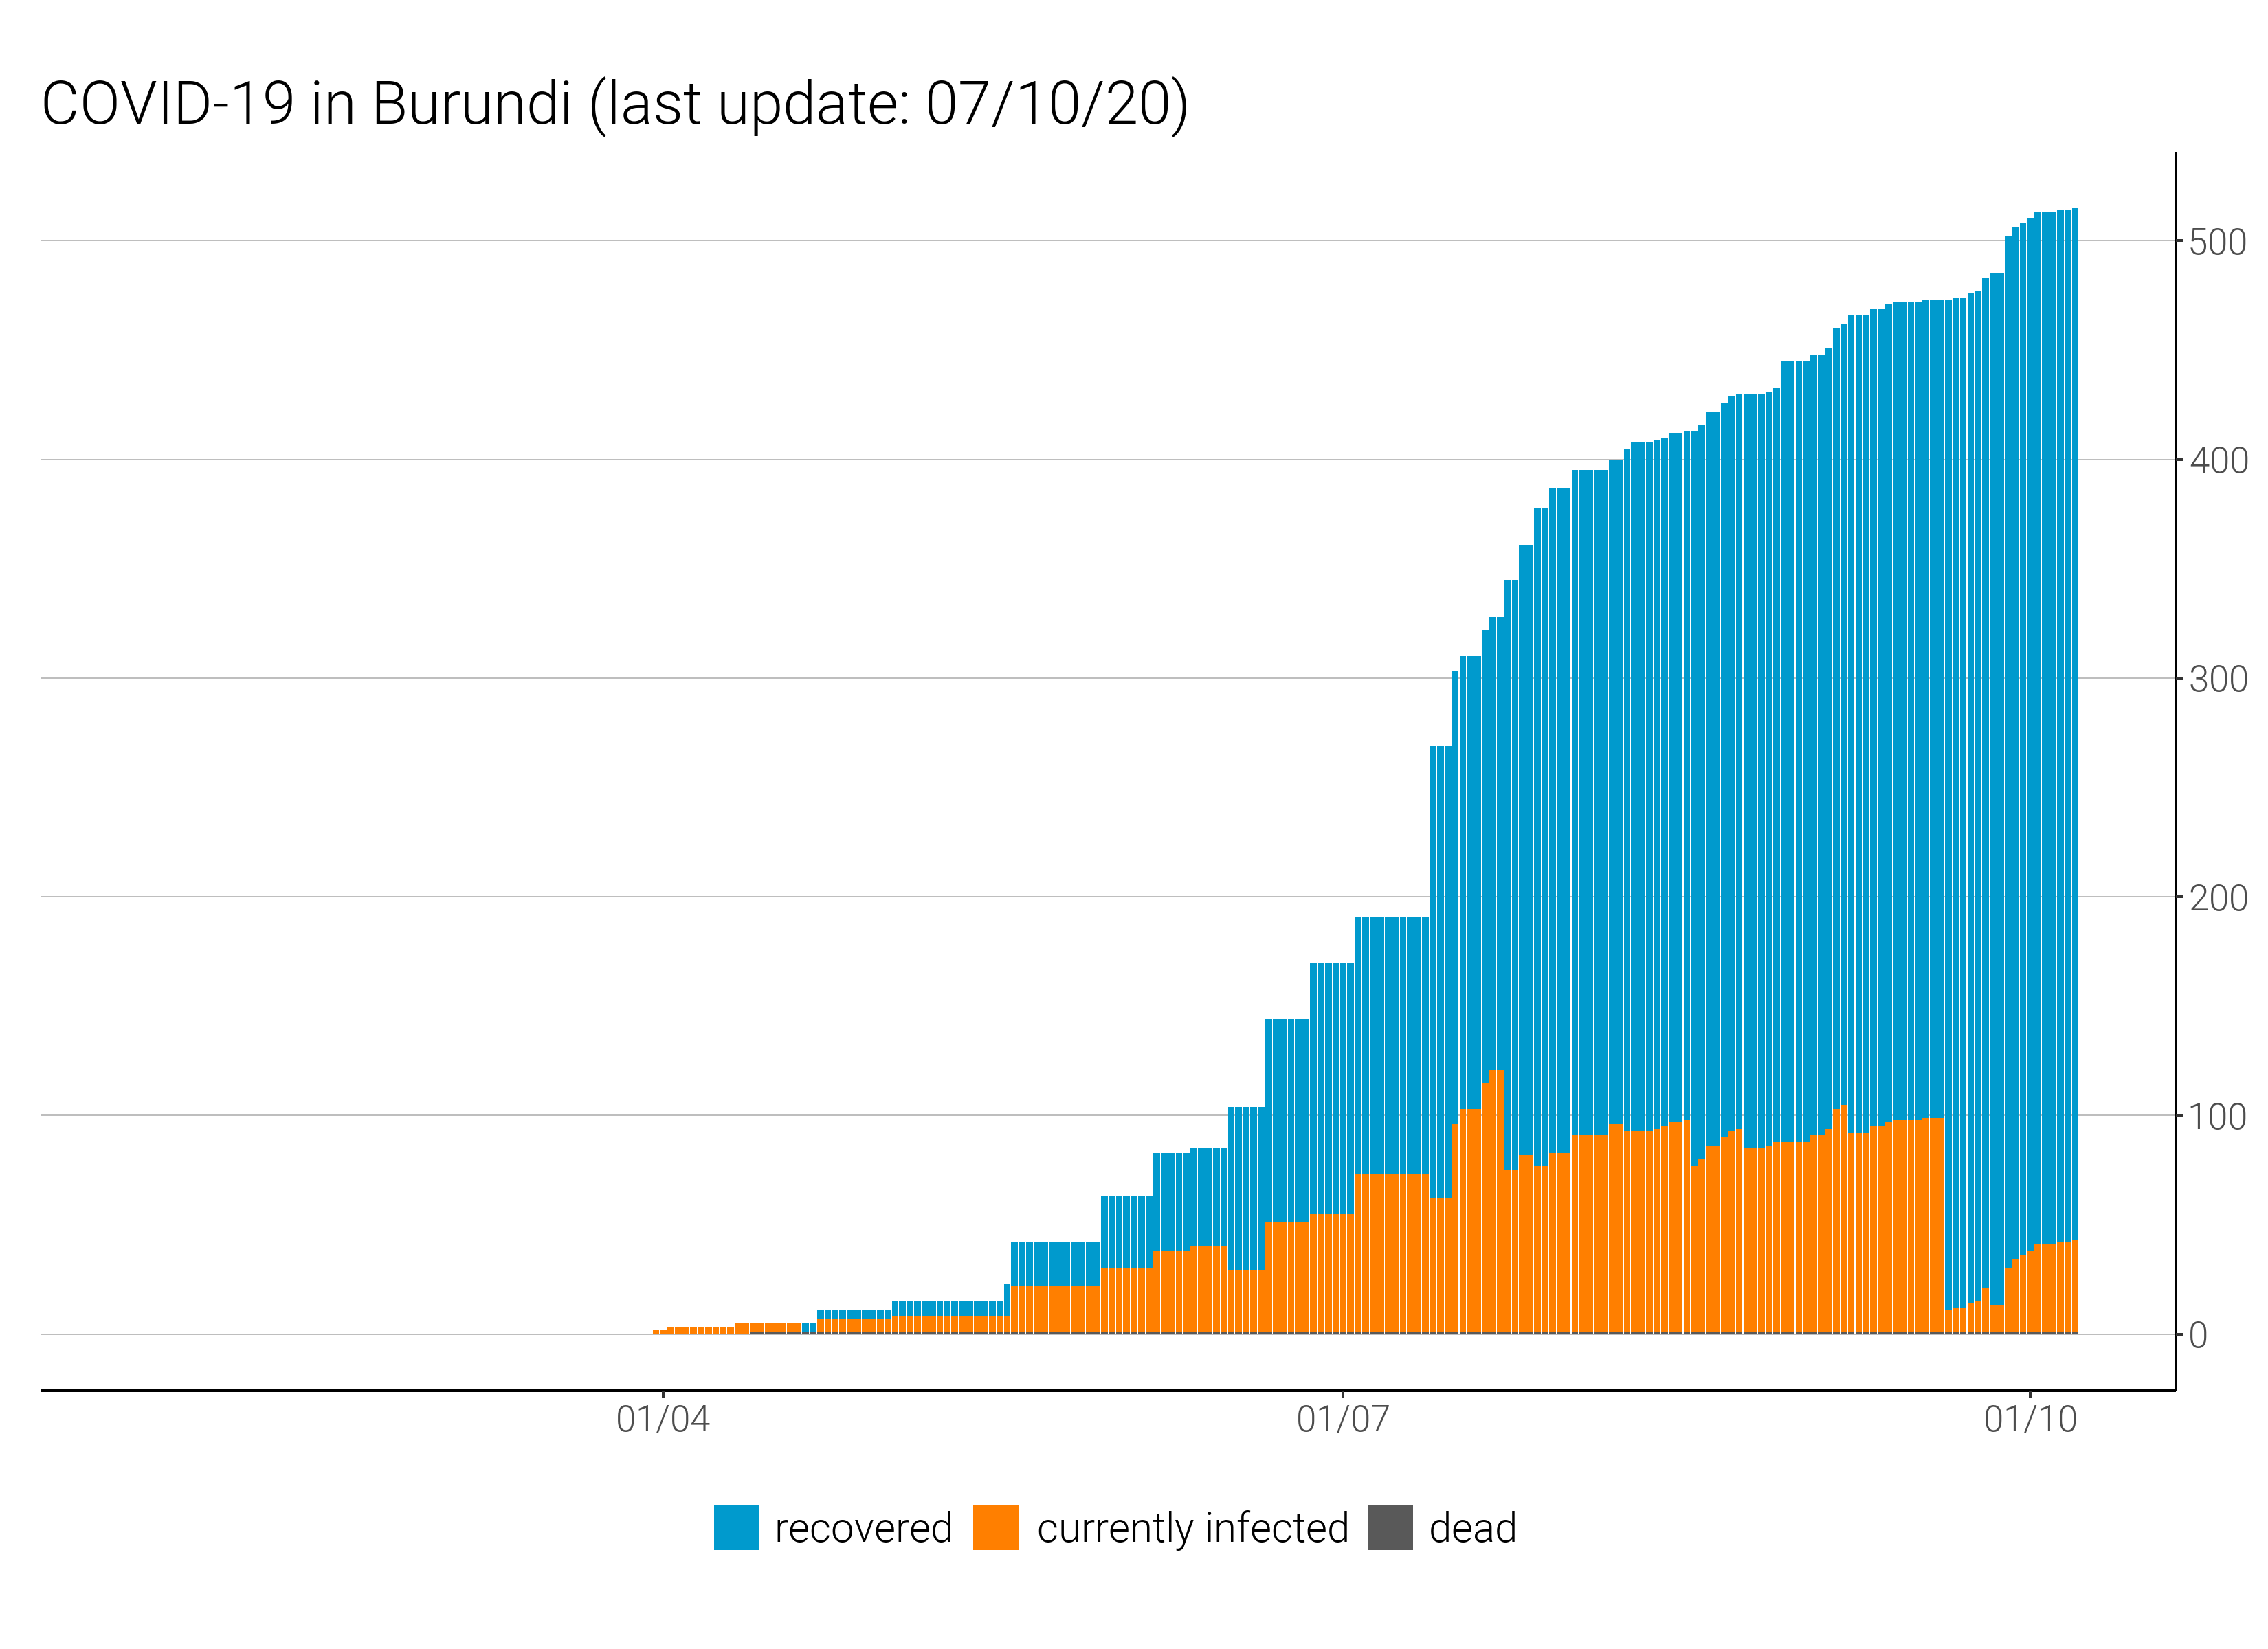 COVID-19 in Burundi (last update: 07/10/20)
500
400
300
200
100
0
01/04 01/07 01/10
recovered currently infected dead